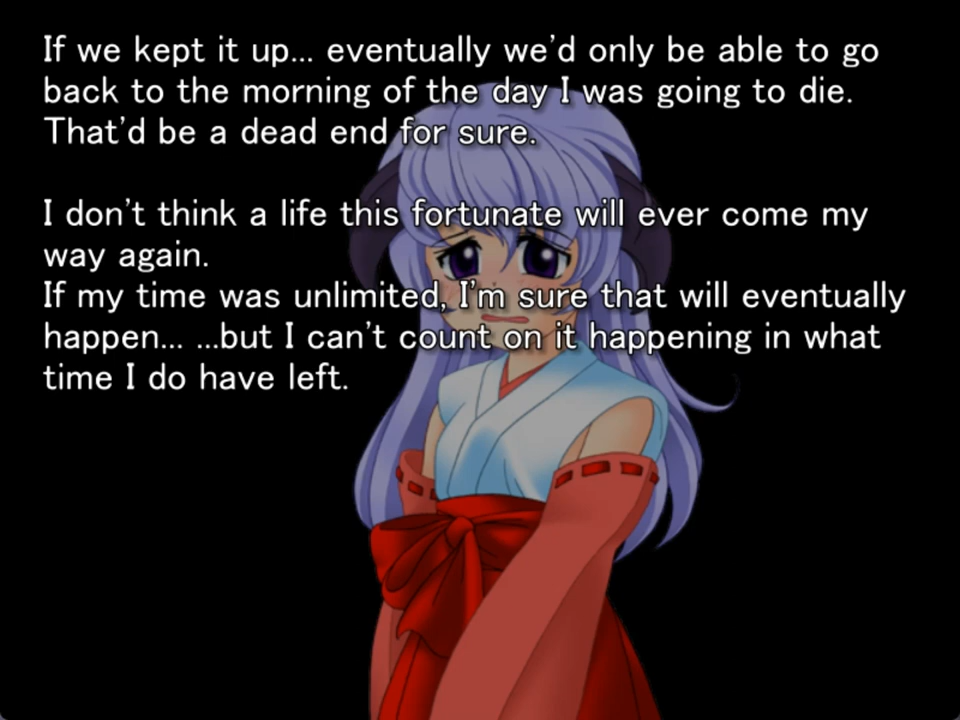 If we kept it up... eventually we'd only be able to go
back to the morning of the day I was going to die.
That'd be a dead end for sure.
I don't think a life this fortunate will ever come my
way again.
If my time was unlimited, I'm sure that will eventually
happen... ...but I can't count on it happening in what
time I do have left.